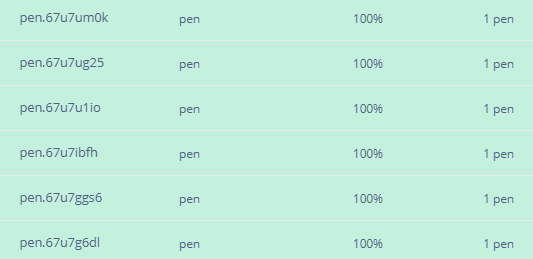 pen.67u7um0k pen 100% 1 pen
pen.67u7ug25 pen 100% 1 pen
pen.67u7u1io pen 100% 1 pen
pen.67u7ibfh pen 100% 1 pen
pen.67u7ggs6 pen 100% 1 pen
pen.67u7g6dl pen 100% 1 pen